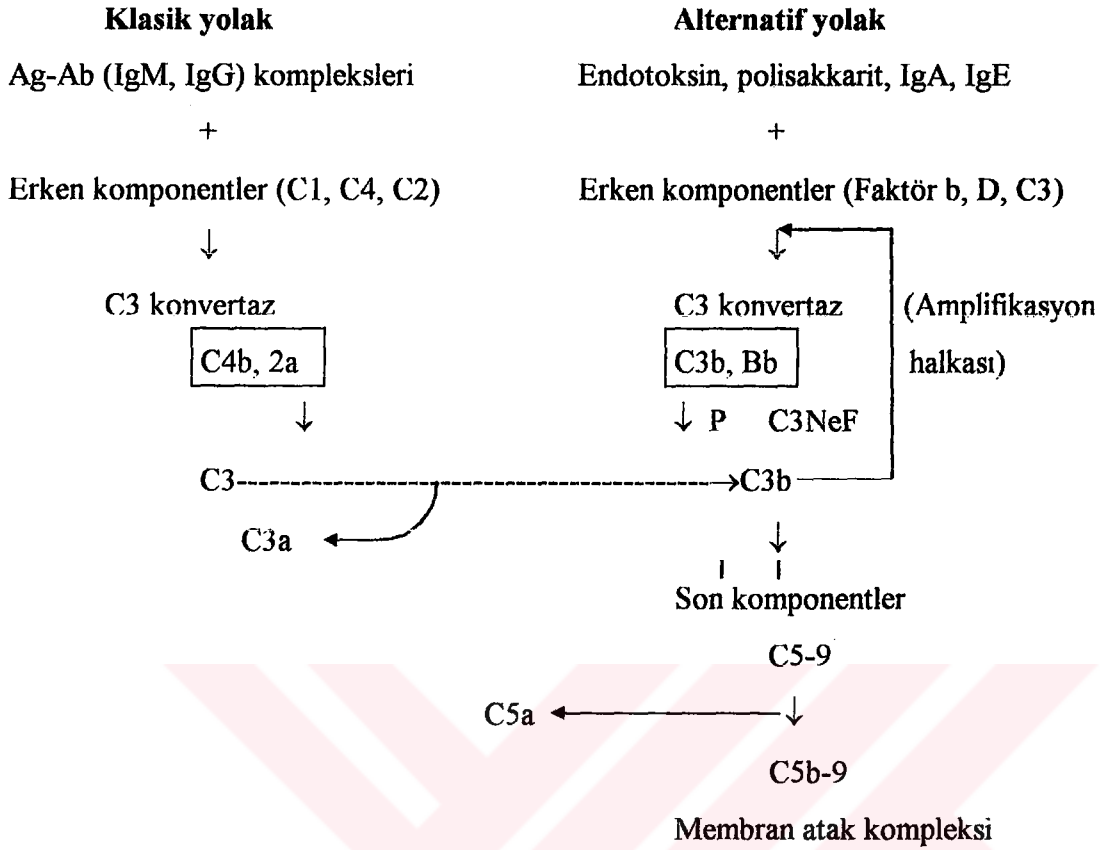 Klasik yolak Alternatif yolak
Ag-Ab (IgM, IgG) kompleksleri Endotoksin, polisakkarit, IgA, IgE
+ +
Erken komponentler (C1, C4, C2) Erken komponentler (Faktör b, D, C3)
C3 konvertaz C3 konvertaz (Amplifikasyon
C4b, 2a C3b, Bb halkası)
P C3NeF
C3 C3b
C3a
Son komponentler
C5-9
C5a
C5b-9
Membran atak kompleksi